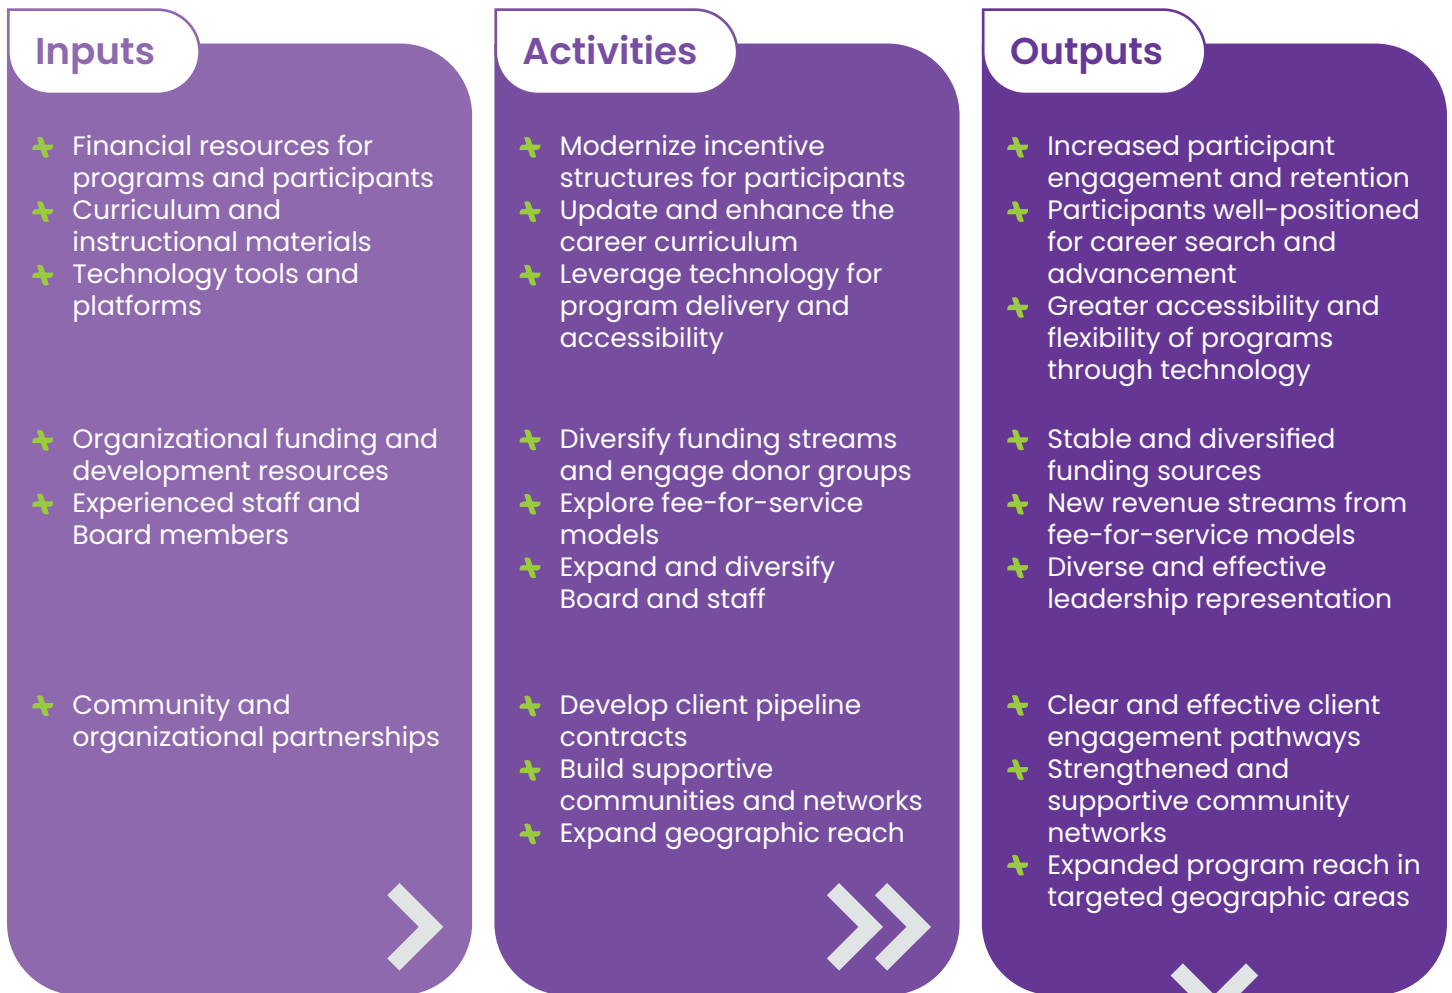 Inputs
Financial resources for
programs and participants
Curriculum and
instructional materials
Technology tools and
platforms
Organizational funding and
development resources
Experienced staff and
Board members
Community and
organizational partnerships
Activities
Modernize incentive
structures for participants
Update and enhance the
career curriculum
Leverage technology for
program delivery and
accessibility
Diversify funding streams
and engage donor groups
Explore fee-for-service
models
Expand and diversify
Board and staff
Develop client pipeline
contracts
Build supportive
communities and networks
Expand geographic reach
Outputs
Increased participant
engagement and retention
Participants well-positioned
for career search and
advancement
Greater accessibility and
flexibility of programs
through technology
Stable and diversified
funding sources
New revenue streams from
fee-for-service models
Diverse and effective
leadership representation
Clear and effective client
engagement pathways
Strengthened and
supportive community
networks
Expanded program reach in
targeted geographic areas